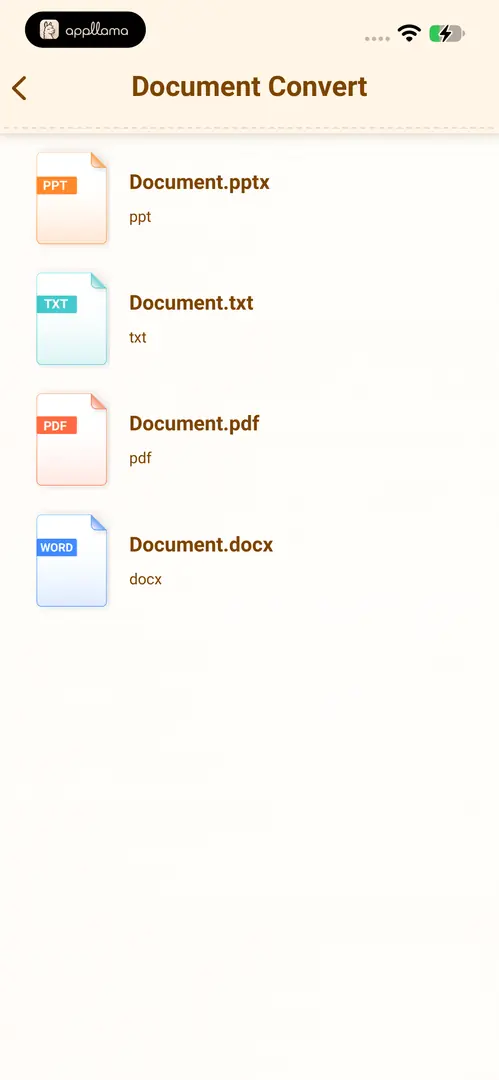 appllama
Document Convert
PPT
Document.pptx
ppt
TXT
Document.txt
txt
PDF
Document.pdf
pdf
WORD
Document.docx
docx